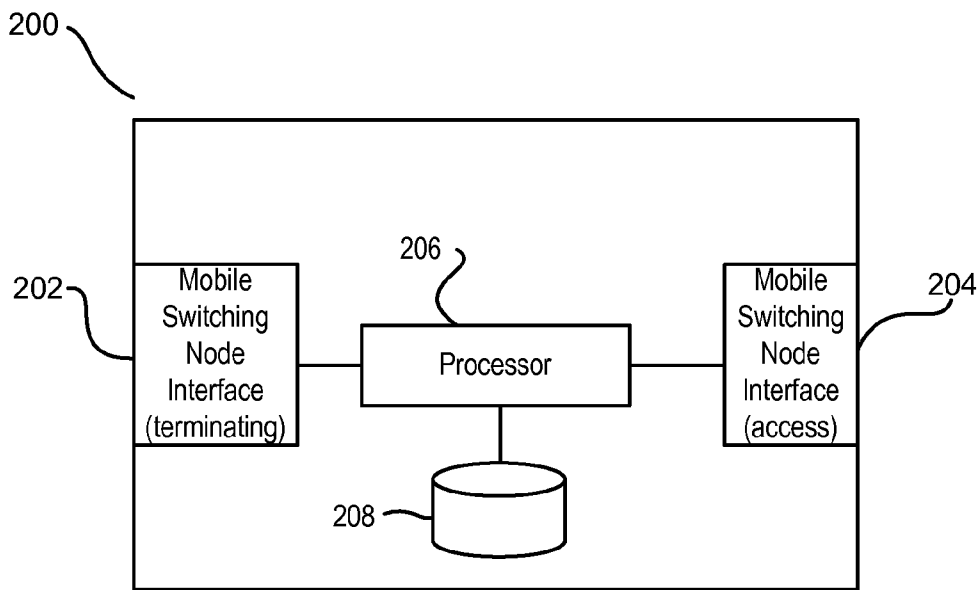 200
206
202
Mobile
Switching
Node
Interface
(terminating)
Processor
Mobile
Switching
Node
Interface
(access)
204
208